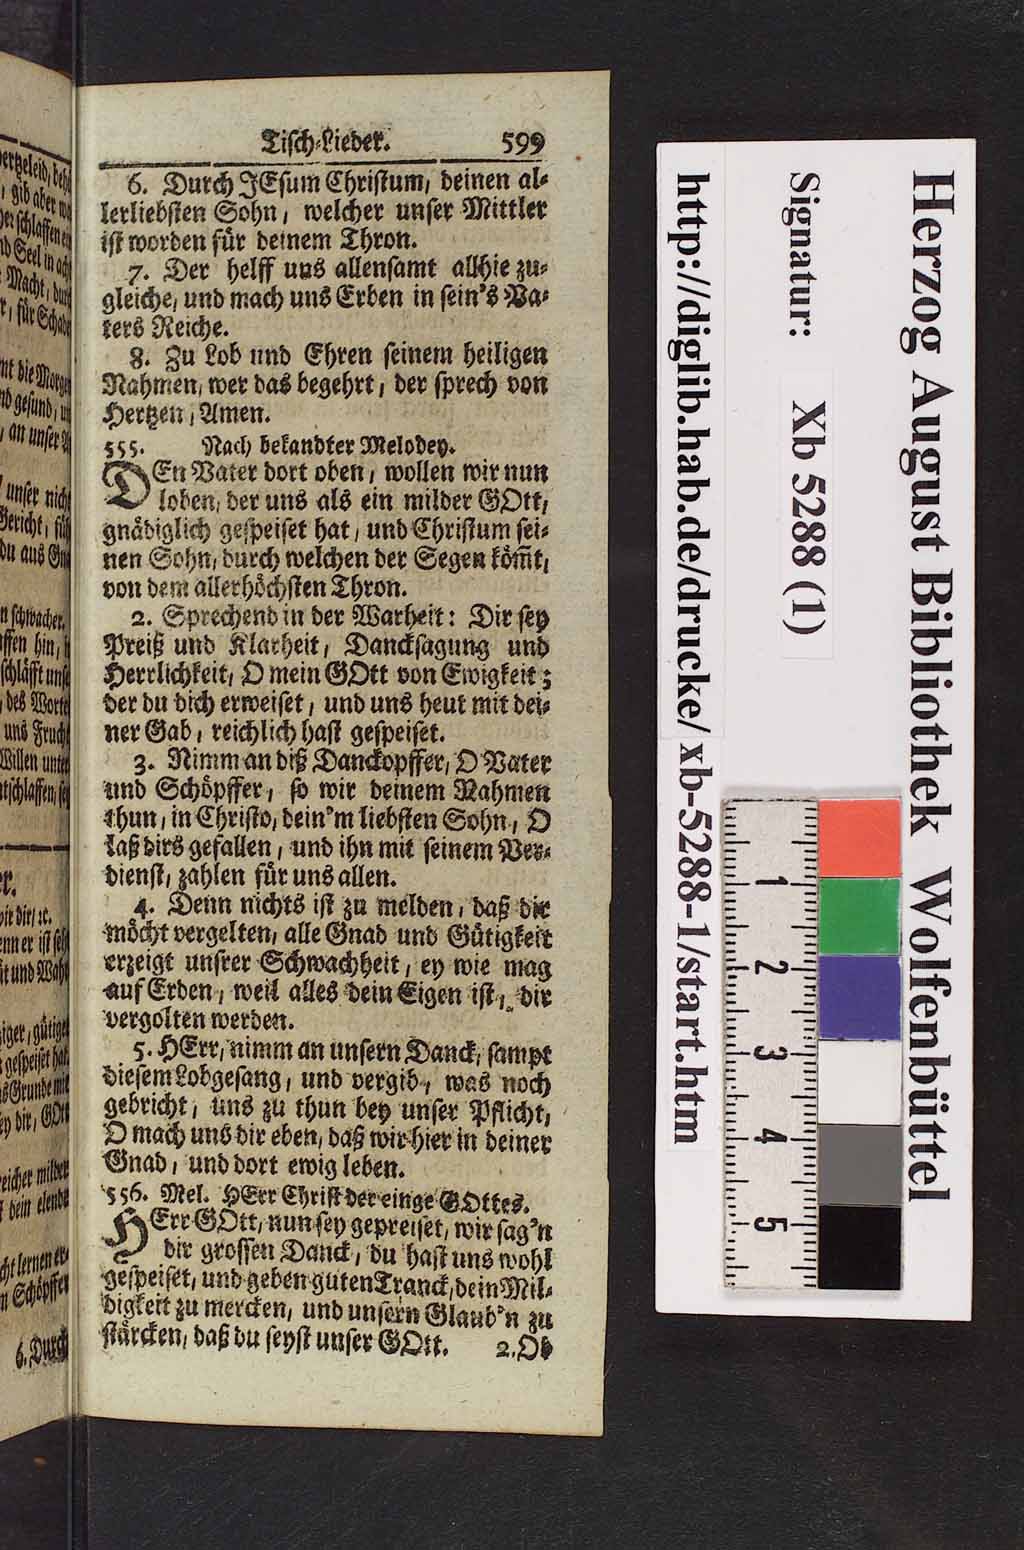 Tisch-Lieder. 599
6. Durch JEsum Christum, deinen al-
lerliebsten Sohn, welcher unser Mittler
ist worden für deinem Thron.
7. Der helff uns allensamt allhie zu-
gleiche, und mach uns Erben in sein's Va-
ters Reiche.
8. Zu Lob und Ehren seinem heiligen
Nahmen, wer das begehrt, der sprech von
Hertzen, Amen.
555. Nach bekandter Melodey.
DEn Vater dort oben, wollen wir nun
loben, der uns als ein milder GOtt,
gnädiglich gespeiset hat, und Christum sei-
nen Sohn, durch welchen der Segen kömt,
von dem allerhöchsten Thron.
2. Sprechend in der Warheit: Dir sey
Preiß und Klarheit, Dancksagung und
Herrlichkeit, O mein GOtt von Ewigkeit;
der du dich erweiset, und uns heut mit dei-
ner Gab, reichlich hast gespeiset.
3. Nimm an diß Danckopffer, O Vater
und Schöpffer, so wir deinem Nahmen
thun, in Christo, dein'm liebsten Sohn, O
laß dirs gefallen, und ihn mit seinem Ver-
dienst, zahlen für uns allen.
4. Denn nichts ist zu melden, daß dir
möcht vergelten, alle Gnad und Gütigkeit
erzeigt unsrer Schwachheit, ey wie mag
auf Erden, weil alles dein Eigen ist, dir
vergolten werden.
5. HErr, nimm an unsern Danck, sampt
diesem Lobgesang, und vergib, was noch
gebricht, uns zu thun bey unser Pflicht,
O mach uns dir eben, daß wir hier in deiner
Gnad, und dort ewig leben.
556. Mel. HErr Christ der einge GOttes.
HErr GOtt, nun sey gepreiset, wir sag'n
dir grossen Danck, du hast uns wohl
gespeiset, und geben guten Tranck, dein Mil-
digkeit zu mercken, und unsern Glaub'n zu
stärcken, daß du seyst unser GOtt. 2. Ob
Herzog August Bibliothek Wolfenbüttel
Signatur: Xb 5288 (1)
http://diglib.hab.de/drucke/xb-5288-1/start.htm
1
2
3
4
5